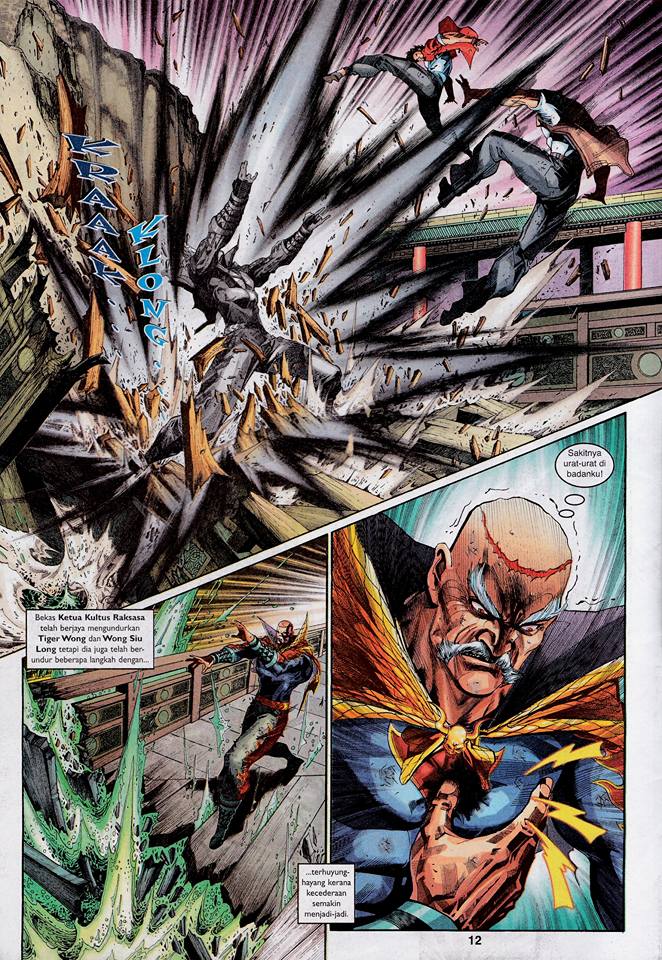 KRAAAK...
KLONG..
Sakitnya
urat-urat di
badanku!
Bekas Ketua Kultus Raksasa
telah berjaya mengundurkan
Tiger Wong dan Wong Siu
Long tetapi dia juga telah ber-
undur beberapa langkah dengan...
...terhuyung-
hayang kerana
kecederaan
semakin
menjadi-jadi.
12